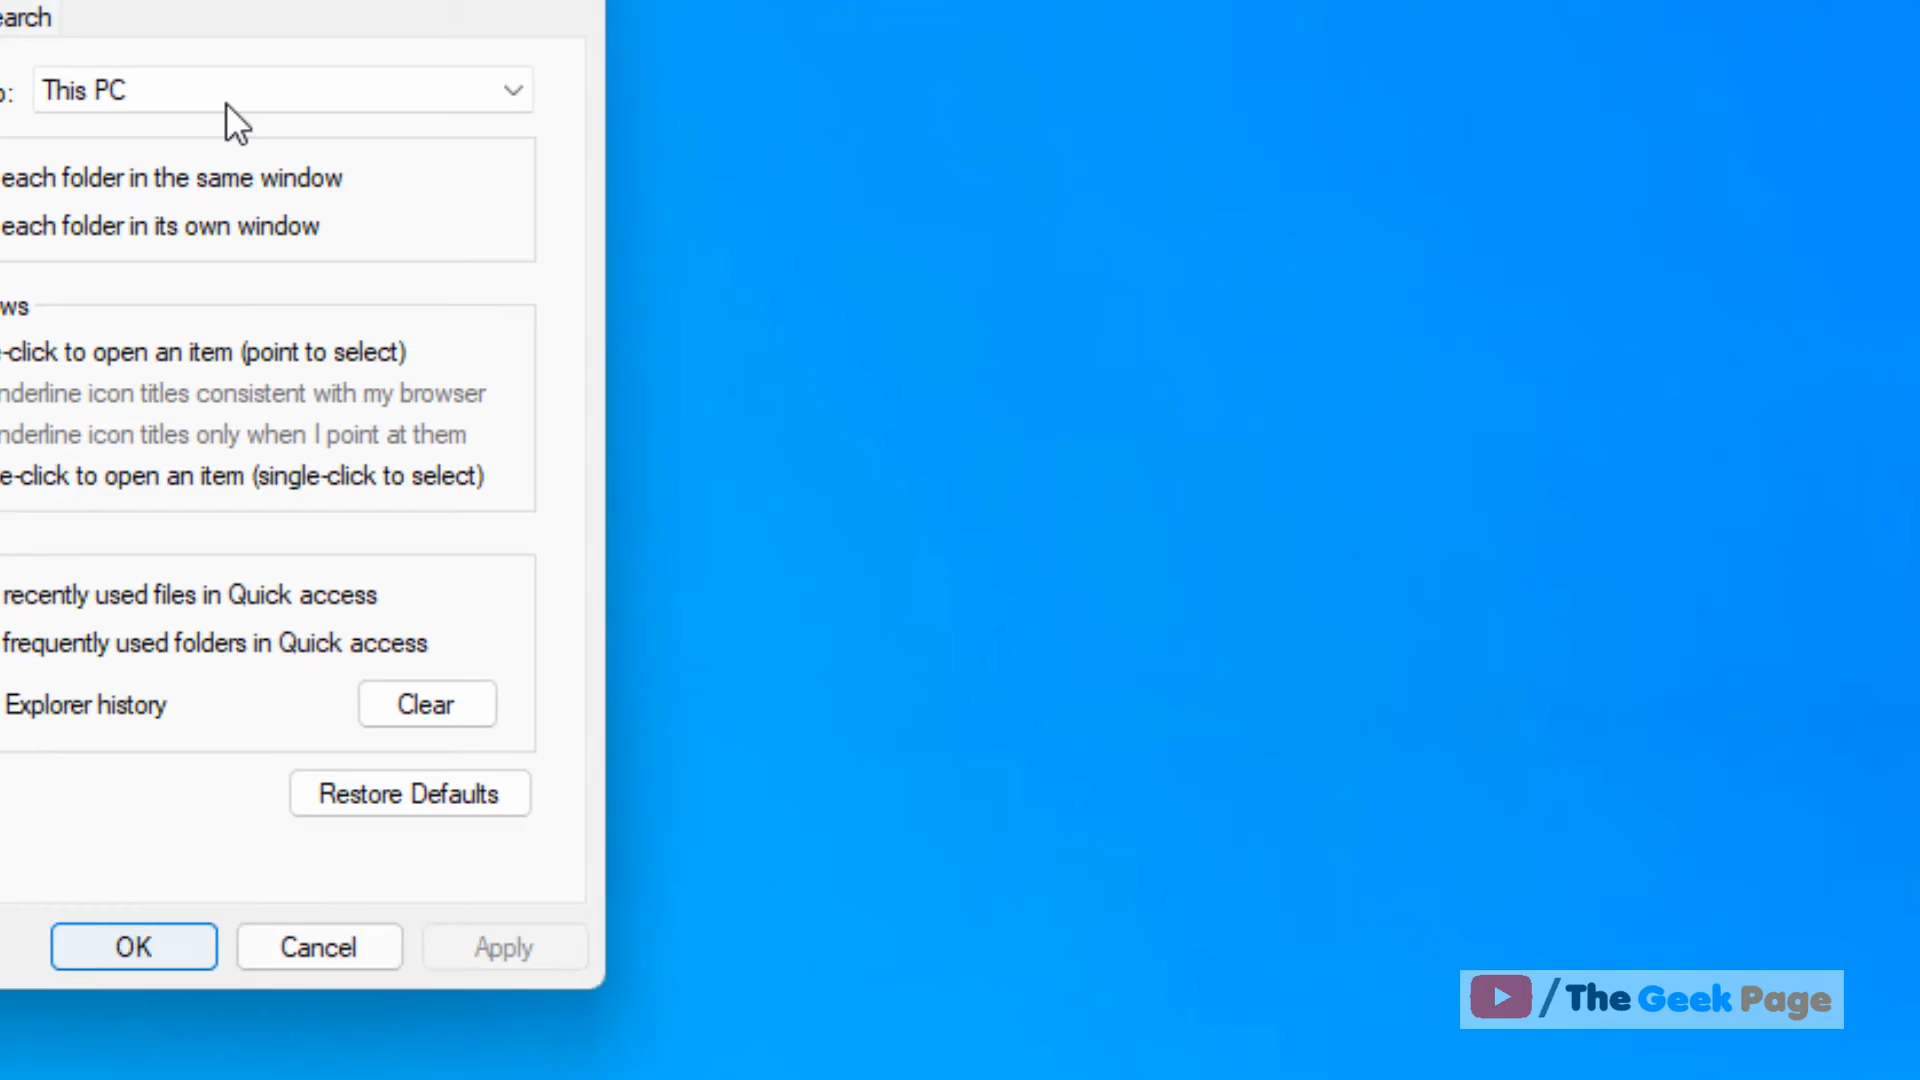 earch
o: This PC
each folder in the same window
each folder in its own window
ws
-click to open an item (point to select)
nderline icon titles consistent with my browser
nderline icon titles only when I point at them
e-click to open an item (single-click to select)
recently used files in Quick access
frequently used folders in Quick access
Explorer history Clear
Restore Defaults
OK Cancel Apply
/The Geek Page